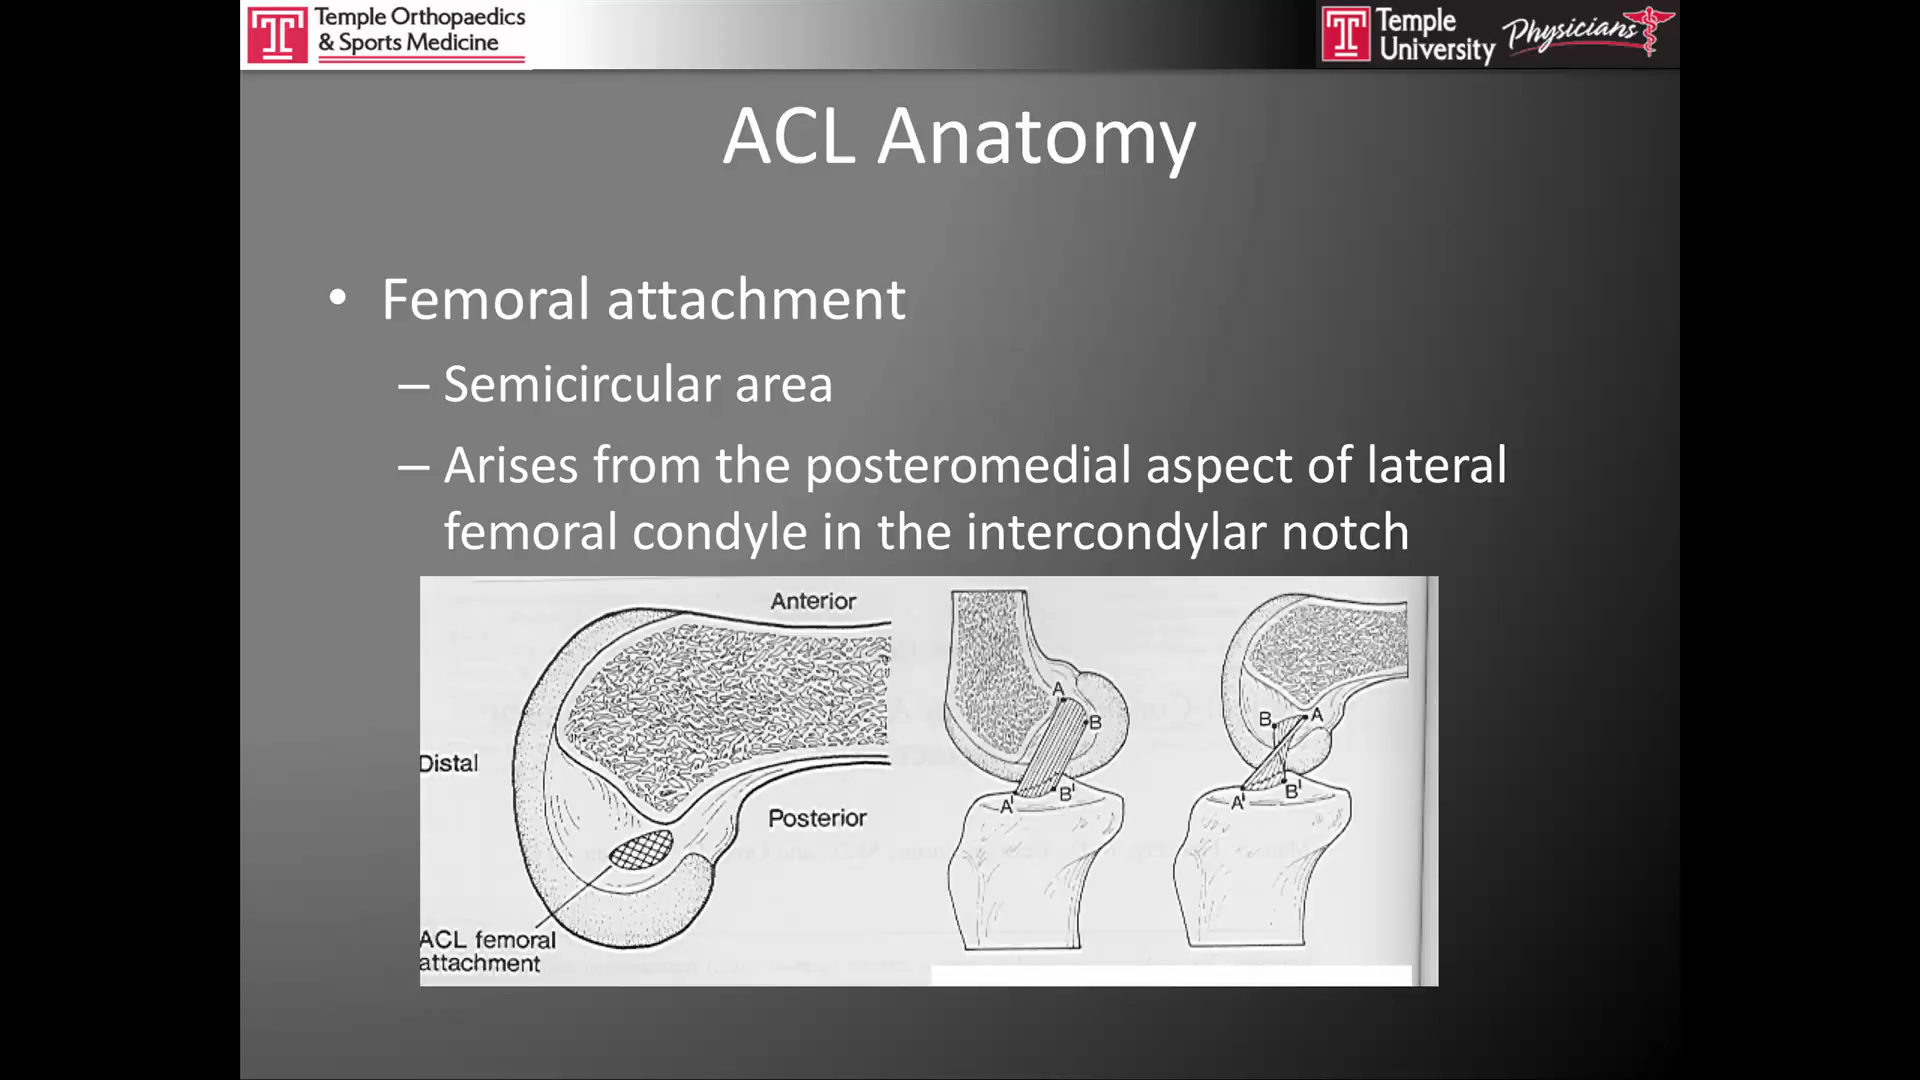 Temple Orthopaedics
& Sports Medicine
Temple
University
Physicians
ACL Anatomy
• Femoral attachment
– Semicircular area
– Arises from the posteromedial aspect of lateral
femoral condyle in the intercondylar notch
Anterior
Distal
Posterior
ACL femoral
attachment
A
B
A'
B'
B
A
A'
B'